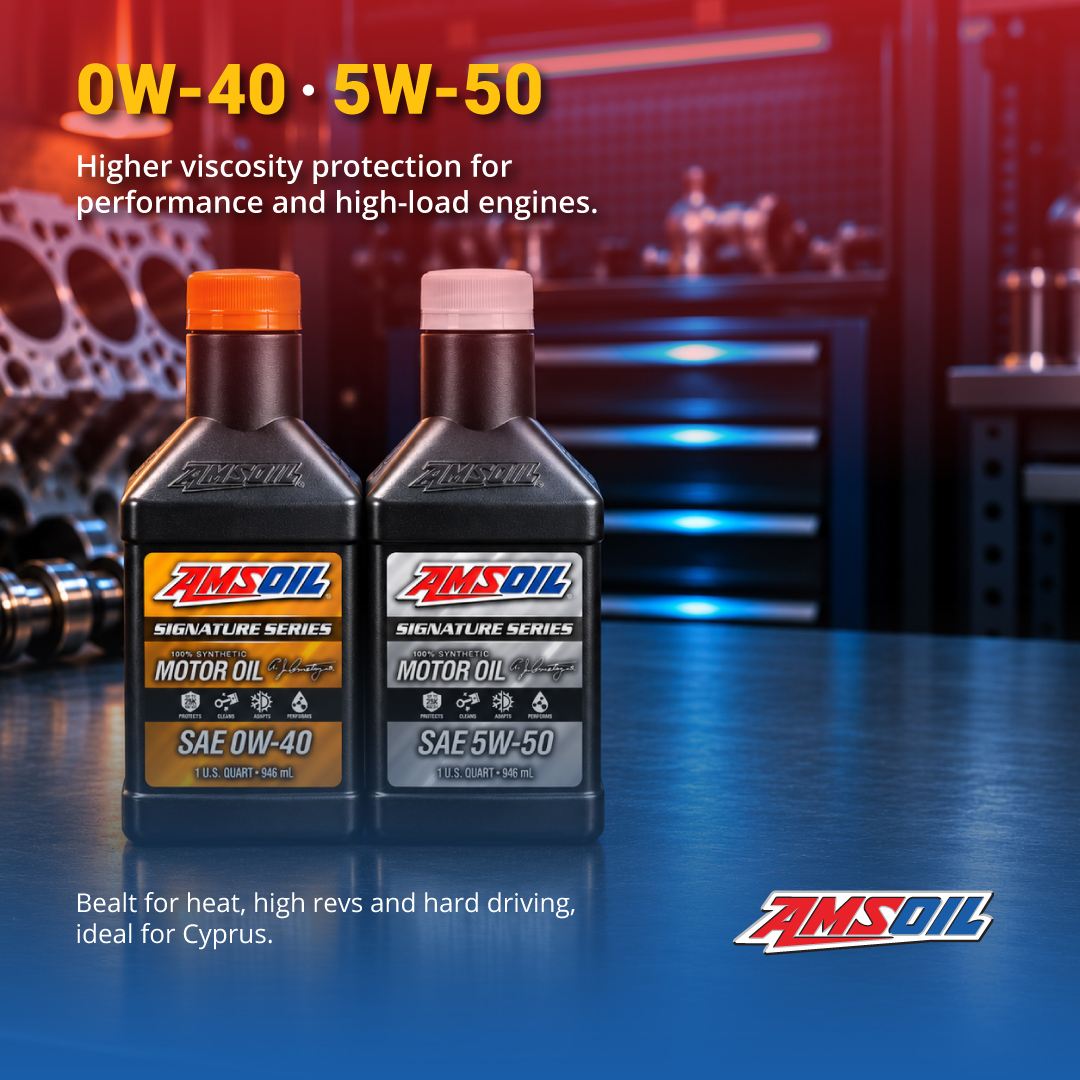 0W-40 · 5W-50
Higher viscosity protection for
performance and high-load engines.
AMSOIL
AMSOIL
AMSOIL
AMSOIL
SIGNATURE SERIES
SIGNATURE SERIES
100% SYNTHETIC
MOTOR OIL
100% SYNTHETIC
MOTOR OIL
PROTECTS CLEANS ADAPTS PERFORMS
PROTECTS CLEANS ADAPTS PERFORMS
SAE 0W-40
SAE 5W-50
1 U.S. QUART • 946 mL
1 U.S. QUART • 946 mL
Bealt for heat, high revs and hard driving,
ideal for Cyprus.
AMSOIL